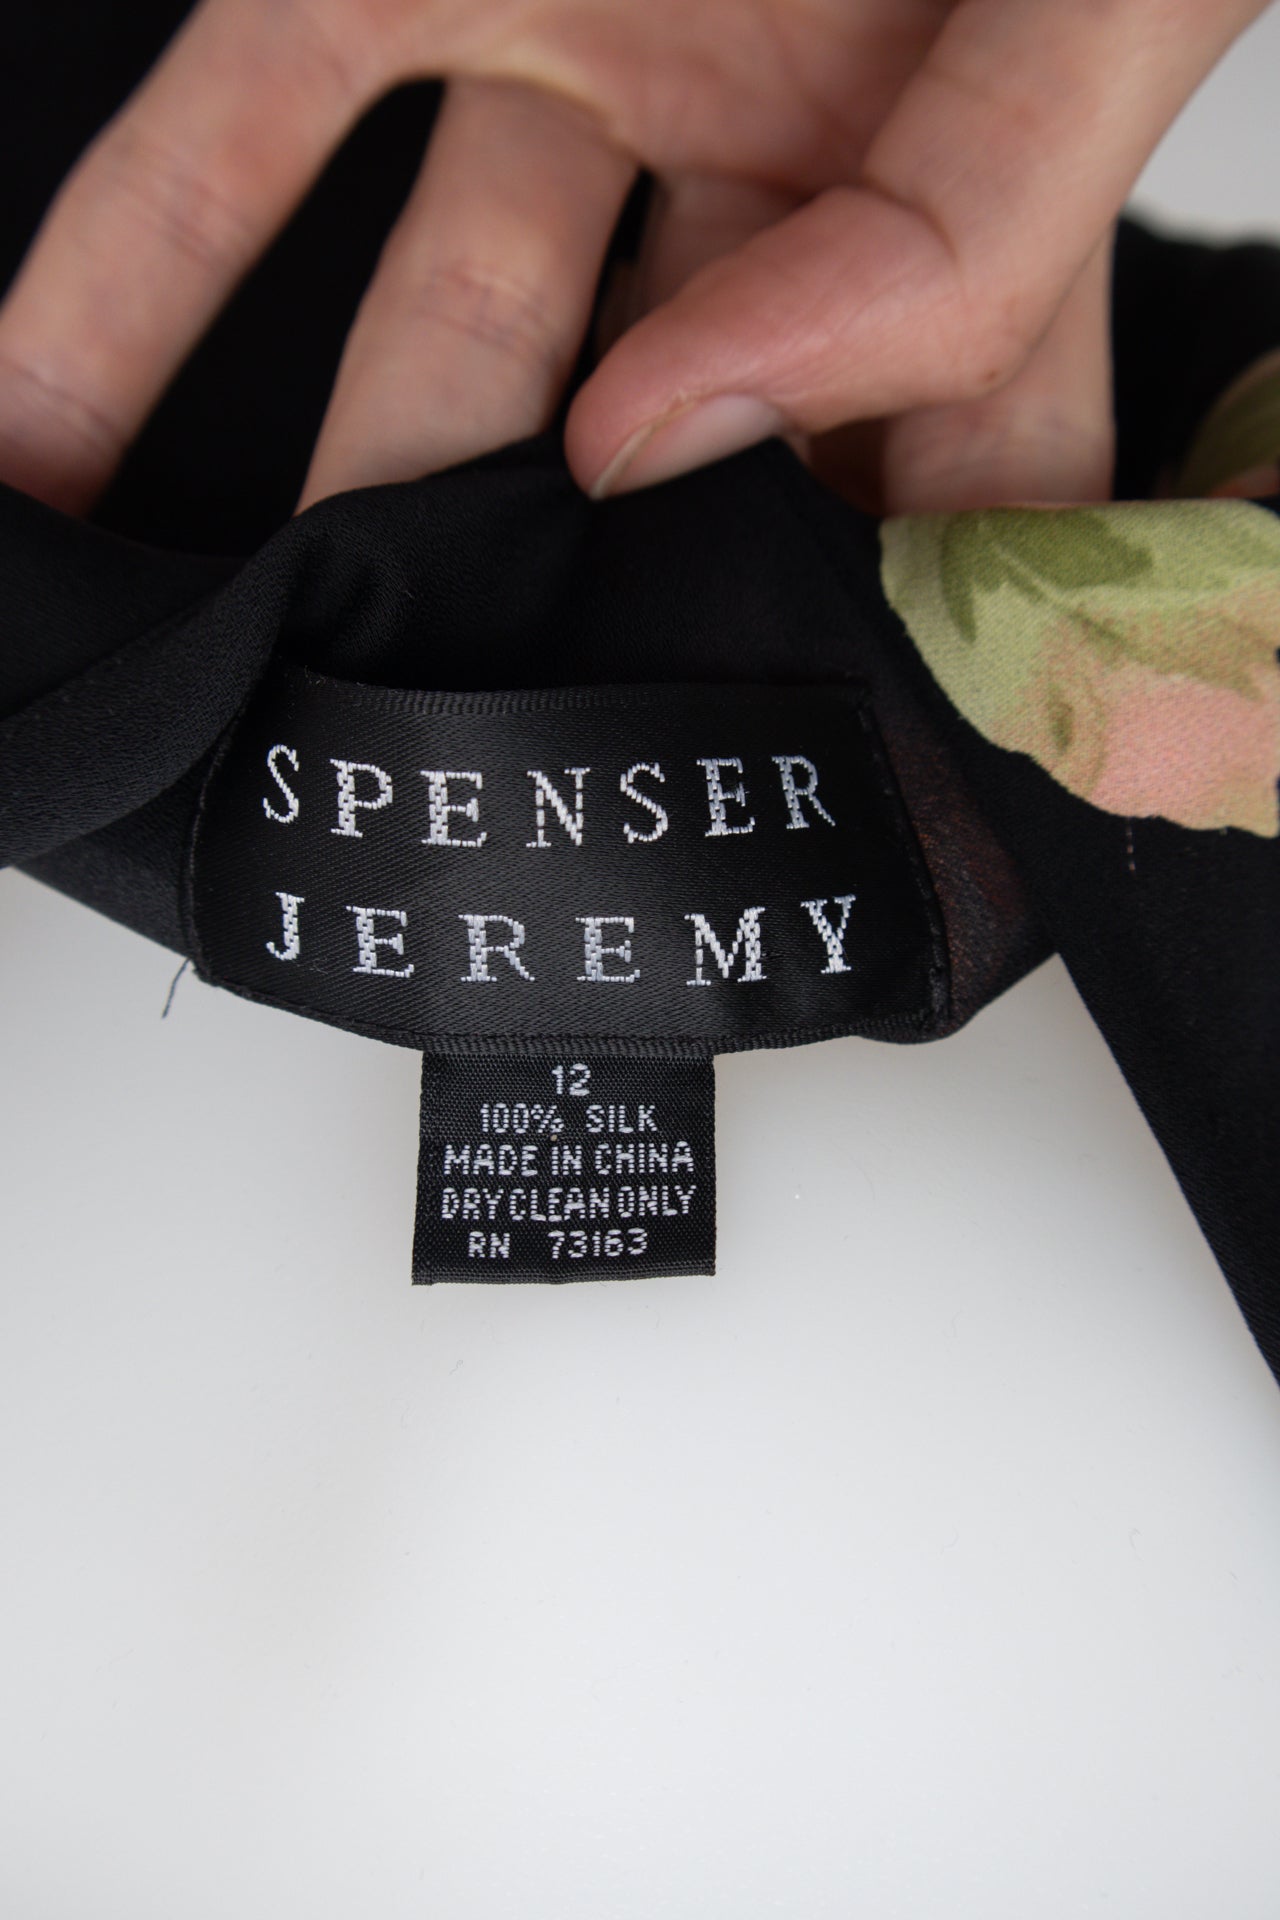 SPENSER
JEREMY
12
100% SILK
MADE IN CHINA
DRY CLEAN ONLY
RN 73163